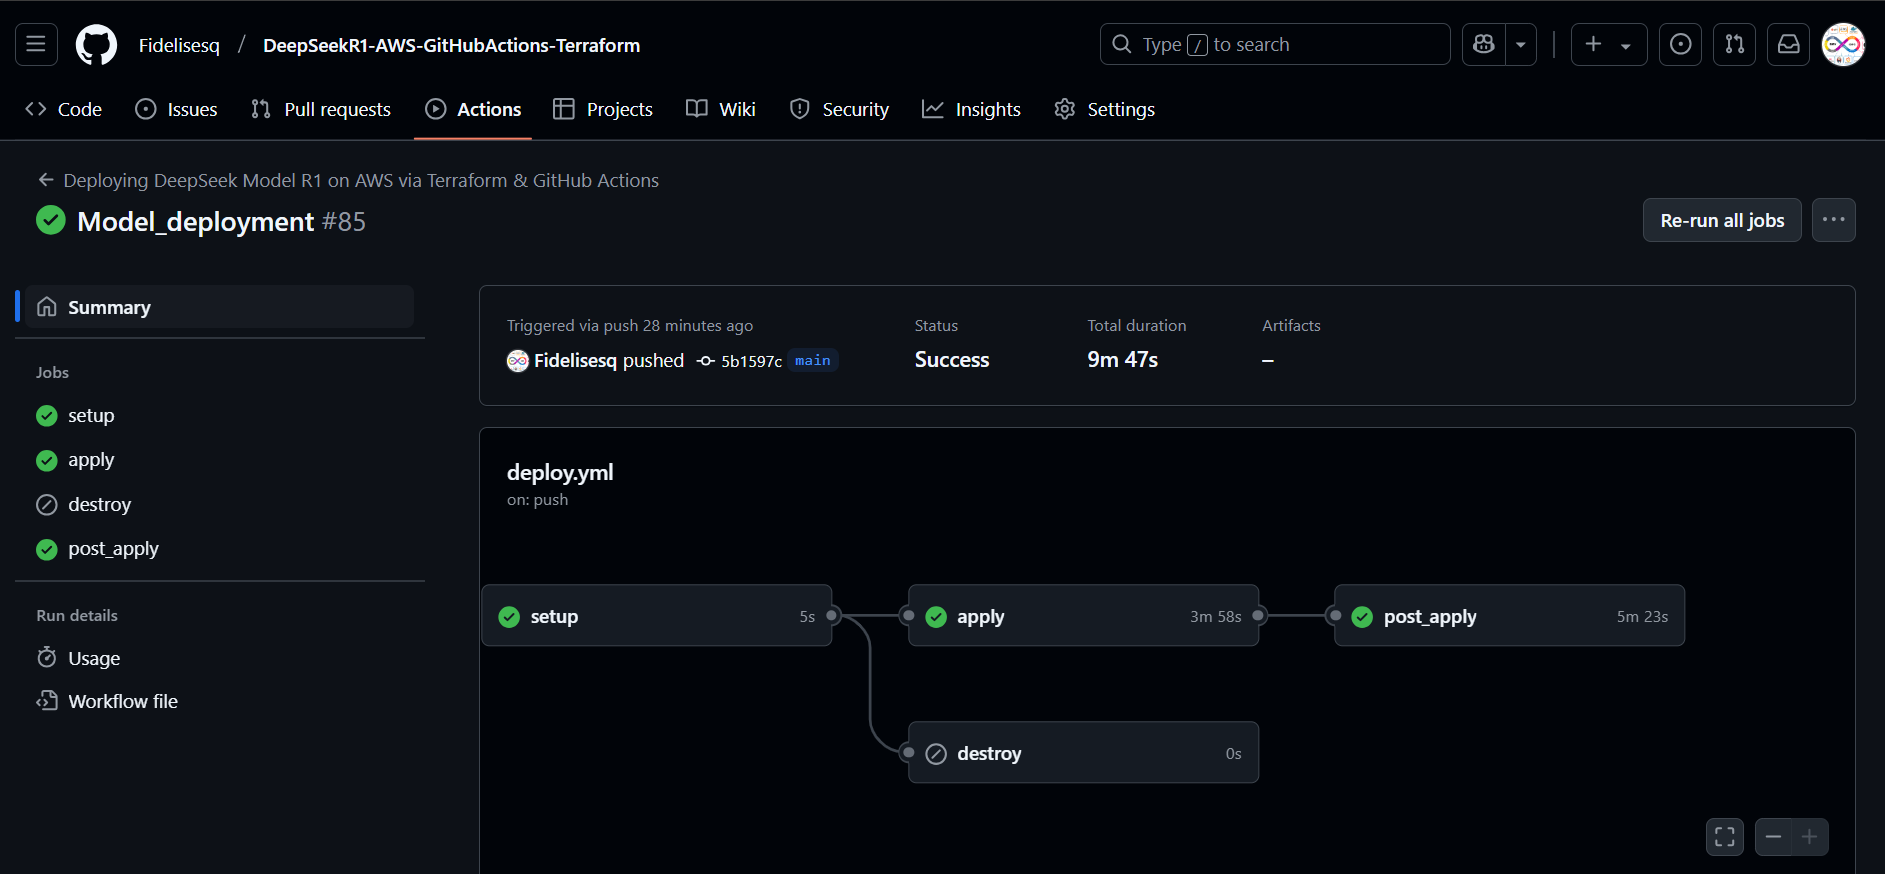 Fidelisesq / DeepSeekR1-AWS-GitHubActions-Terraform
Type / to search
Code Issues Pull requests Actions Projects Wiki Security Insights Settings
Deploying DeepSeek Model R1 on AWS via Terraform & GitHub Actions
Model_deployment #85
Re-run all jobs
Summary
Jobs
setup
apply
destroy
post_apply
Run details
Usage
Workflow file
Triggered via push 28 minutes ago
Fidelisesq pushed 5b1597c main
Status
Success
Total duration
9m 47s
Artifacts
–
deploy.yml
on: push
setup 5s
apply 3m 58s
post_apply 5m 23s
destroy 0s